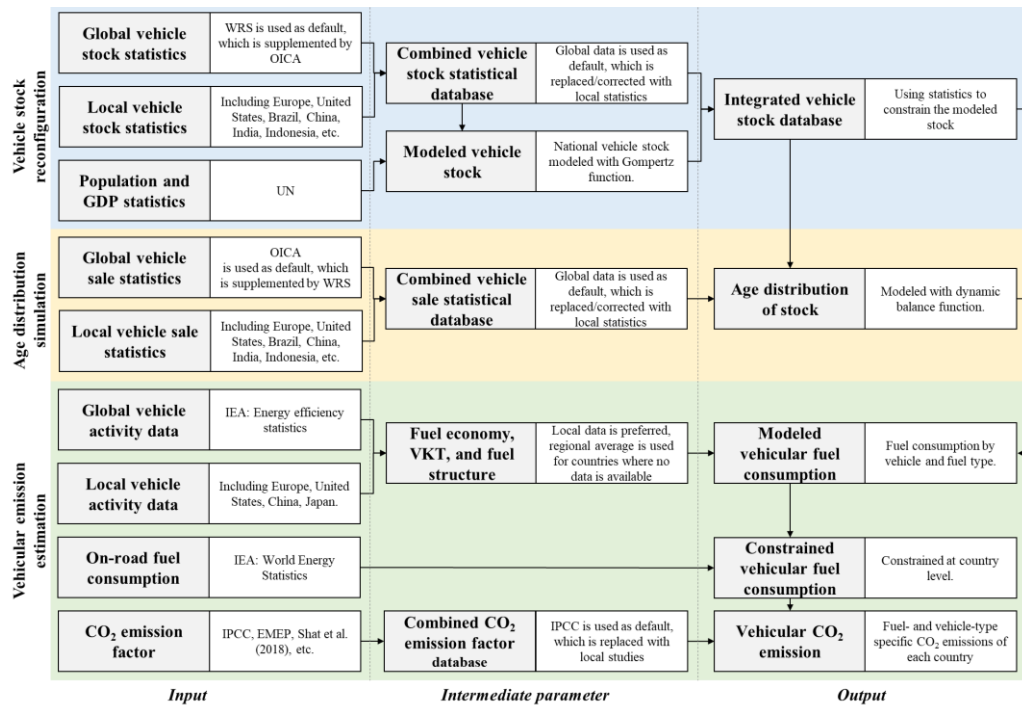 Vehicle stock
reconfiguration
Global vehicle
stock statistics
WRS is used as default,
which is supplemented by
OICA
Local vehicle
stock statistics
Including Europe, United
States, Brazil, China,
India, Indonesia, etc.
Population and
GDP statistics
UN
Combined vehicle
stock statistical
database
Global data is used as
default, which is
replaced/corrected with
local statistics
Modeled vehicle
stock
National vehicle stock
modeled with Gompertz
function.
Integrated vehicle
stock database
Using statistics to
constrain the modeled
stock
Age distribution
simulation
Global vehicle
sale statistics
OICA
is used as default, which
is supplemented by WRS
Local vehicle sale
statistics
Including Europe, United
States, Brazil, China,
India, Indonesia, etc.
Combined vehicle
sale statistical
database
Global data is used as
default, which is
replaced/corrected with
local statistics
Age distribution
of stock
Modeled with dynamic
balance function.
Vehicular emission
estimation
Global vehicle
activity data
IEA: Energy efficiency
statistics
Local vehicle
activity data
Including Europe, United
States, China, Japan.
Fuel economy,
VKT, and fuel
structure
Local data is preferred,
regional average is used
for countries where no
data is available
Modeled
vehicular fuel
consumption
Fuel consumption by
vehicle and fuel type.
On-road fuel
consumption
IEA: World Energy
Statistics
Constrained
vehicular fuel
consumption
Constrained at country
level.
CO₂ emission
factor
IPCC, EMEP, Shat et al.
(2018), etc.
Combined CO₂
emission factor
database
IPCC is used as default,
which is replaced with
local studies
Vehicular CO₂
emission
Fuel- and vehicle-type
specific CO₂ emissions of
each country
Input
Intermediate parameter
Output